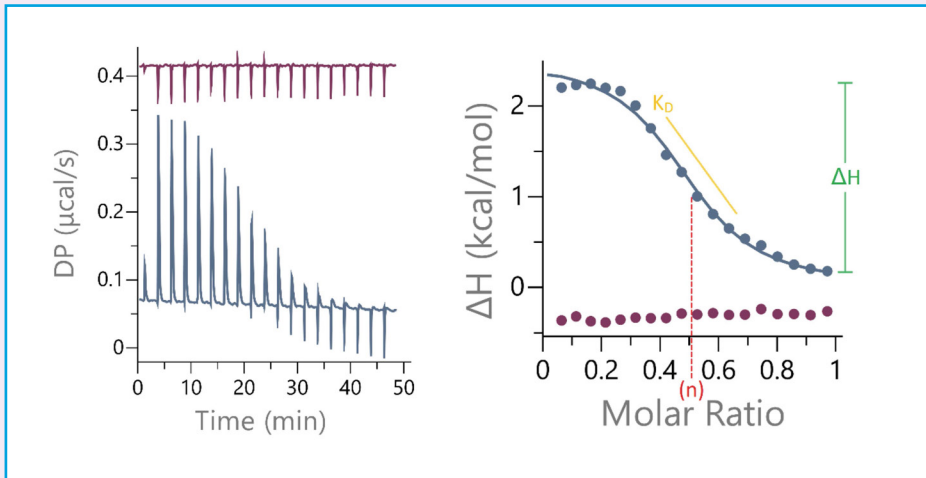 0.4
0.3
0.2
0.1
0
DP (µcal/s)
0 10 20 30 40 50
Time (min)
2
1
0
ΔH (kcal/mol)
K_D
ΔH
0 0.2 0.4 0.6 0.8 1
(n)
Molar Ratio